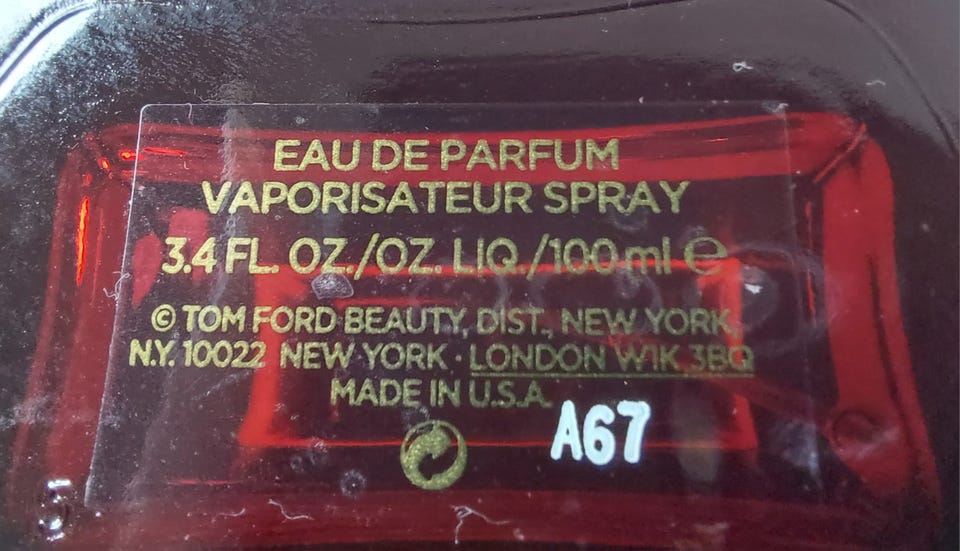 EAU DE PARFUM
VAPORISATEUR SPRAY
3.4 FL. OZ./OZ. LIQ./100 ml ℮
© TOM FORD BEAUTY, DIST., NEW YORK,
N.Y. 10022 NEW YORK · LONDON W1K 3BQ
MADE IN U.S.A.
A67
5